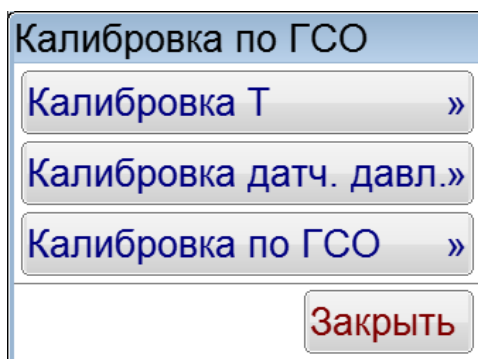 Калибровка по ГСО
Калибровка Т »
Калибровка датч. давл.»
Калибровка по ГСО »
Закрыть